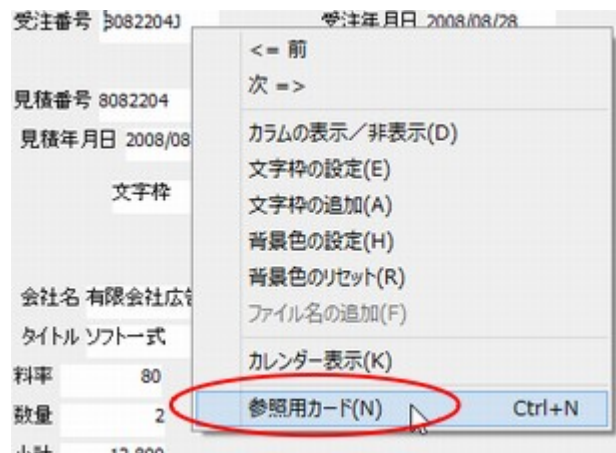 受注番号 8082204J 受注年月日 2008/08/28
<= 前
次 =>
見積番号 8082204
見積年月日 2008/08
カラムの表示／非表示(D)
文字枠の設定(E)
文字枠
文字枠の追加(A)
背景色の設定(H)
背景色のリセット(R)
会社名 有限会社広告
ファイル名の追加(F)
タイトル ソフト一式
カレンダー表示(K)
料率 80
参照用カード(N) Ctrl+N
数量 2
小計 12,800